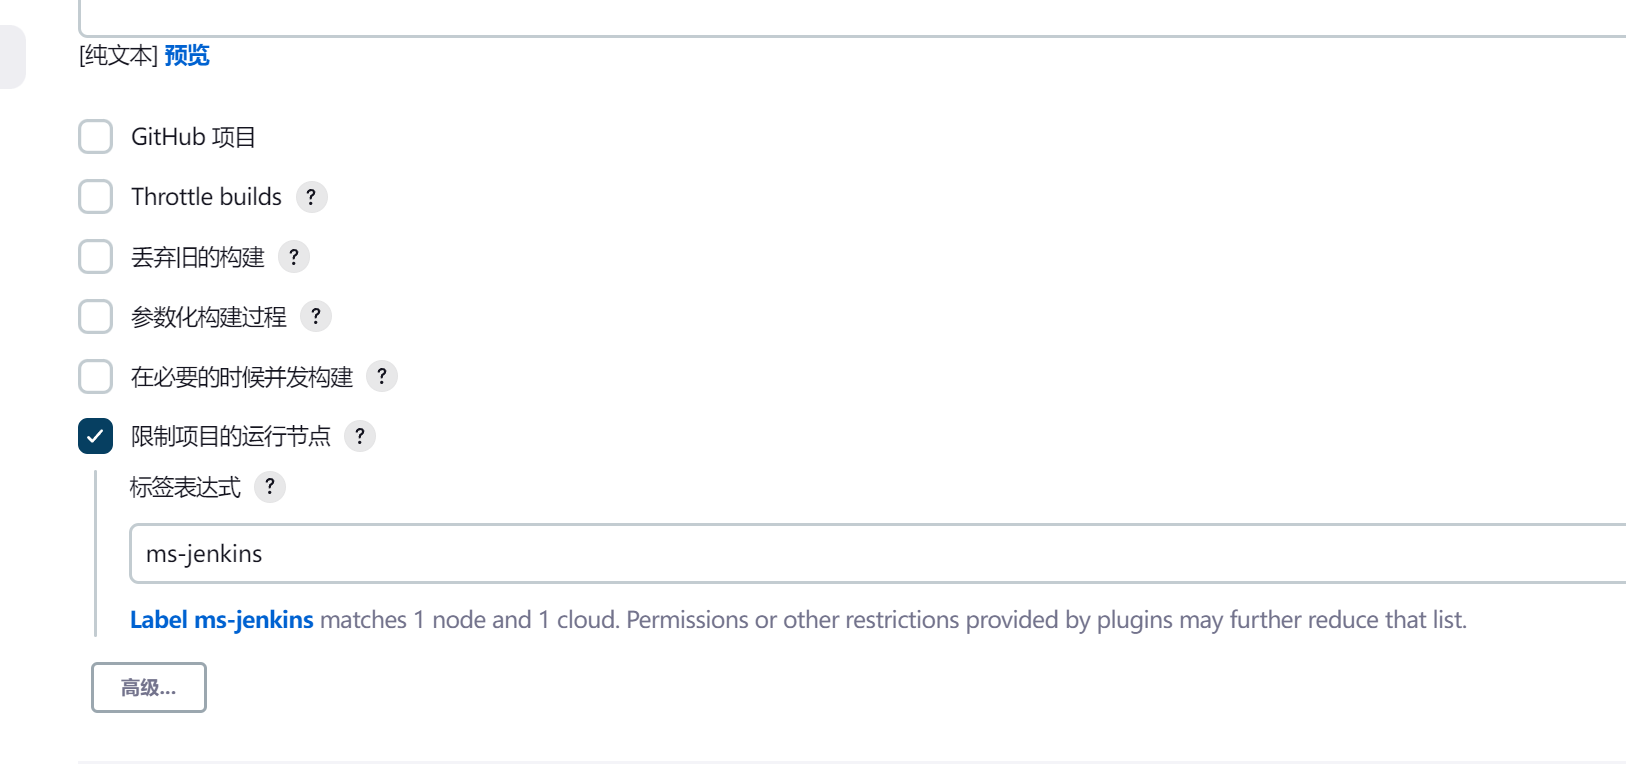 [纯文本] 预览
GitHub 项目
Throttle builds ?
丢弃旧的构建 ?
参数化构建过程 ?
在必要的时候并发构建 ?
限制项目的运行节点 ?
标签表达式 ?
ms-jenkins
Label ms-jenkins matches 1 node and 1 cloud. Permissions or other restrictions provided by plugins may further reduce that list.
高级...